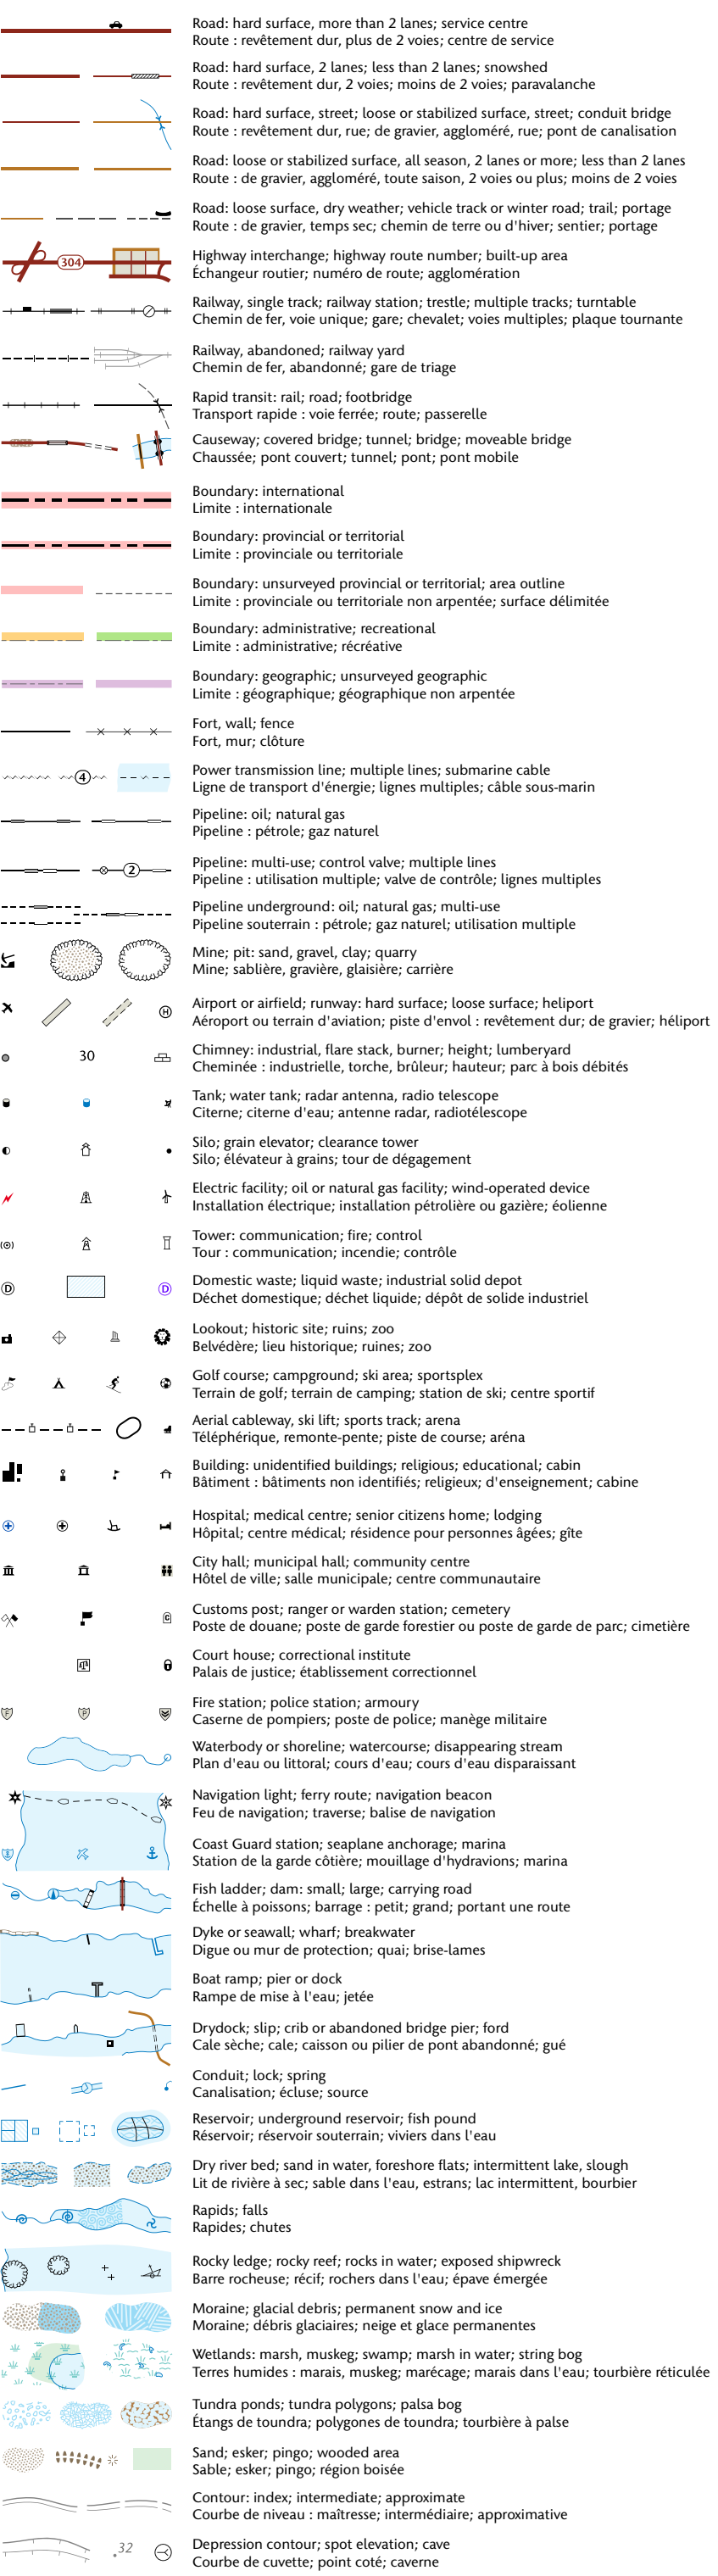 Road: hard surface, more than 2 lanes; service centre
Route : revêtement dur, plus de 2 voies; centre de service
Road: hard surface, 2 lanes; less than 2 lanes; snowshed
Route : revêtement dur, 2 voies; moins de 2 voies; paravalanche
Road: hard surface, street; loose or stabilized surface, street; conduit bridge
Route : revêtement dur, rue; de gravier, aggloméré, rue; pont de canalisation
Road: loose or stabilized surface, all season, 2 lanes or more; less than 2 lanes
Route : de gravier, aggloméré, toute saison, 2 voies ou plus; moins de 2 voies
Road: loose surface, dry weather; vehicle track or winter road; trail; portage
Route : de gravier, temps sec; chemin de terre ou d'hiver; sentier; portage
304
Highway interchange; highway route number; built-up area
Échangeur routier; numéro de route; agglomération
Railway, single track; railway station; trestle; multiple tracks; turntable
Chemin de fer, voie unique; gare; chevalet; voies multiples; plaque tournante
Railway, abandoned; railway yard
Chemin de fer, abandonné; gare de triage
Rapid transit: rail; road; footbridge
Transport rapide : voie ferrée; route; passerelle
Causeway; covered bridge; tunnel; bridge; moveable bridge
Chaussée; pont couvert; tunnel; pont; pont mobile
Boundary: international
Limite : internationale
Boundary: provincial or territorial
Limite : provinciale ou territoriale
Boundary: unsurveyed provincial or territorial; area outline
Limite : provinciale ou territoriale non arpentée; surface délimitée
Boundary: administrative; recreational
Limite : administrative; récréative
Boundary: geographic; unsurveyed geographic
Limite : géographique; géographique non arpentée
Fort, wall; fence
Fort, mur; clôture
4
Power transmission line; multiple lines; submarine cable
Ligne de transport d'énergie; lignes multiples; câble sous-marin
Pipeline: oil; natural gas
Pipeline : pétrole; gaz naturel
2
Pipeline: multi-use; control valve; multiple lines
Pipeline : utilisation multiple; valve de contrôle; lignes multiples
Pipeline underground: oil; natural gas; multi-use
Pipeline souterrain : pétrole; gaz naturel; utilisation multiple
Mine; pit: sand, gravel, clay; quarry
Mine; sablière, gravière, glaisière; carrière
H
Airport or airfield; runway: hard surface; loose surface; heliport
Aéroport ou terrain d'aviation; piste d'envol : revêtement dur; de gravier; héliport
30
Chimney: industrial, flare stack, burner; height; lumberyard
Cheminée : industrielle, torche, brûleur; hauteur; parc à bois débités
Tank; water tank; radar antenna, radio telescope
Citerne; citerne d'eau; antenne radar, radiotélescope
Silo; grain elevator; clearance tower
Silo; élévateur à grains; tour de dégagement
Electric facility; oil or natural gas facility; wind-operated device
Installation électrique; installation pétrolière ou gazière; éolienne
Tower: communication; fire; control
Tour : communication; incendie; contrôle
D D
Domestic waste; liquid waste; industrial solid depot
Déchet domestique; déchet liquide; dépôt de solide industriel
Lookout; historic site; ruins; zoo
Belvédère; lieu historique; ruines; zoo
Golf course; campground; ski area; sportsplex
Terrain de golf; terrain de camping; station de ski; centre sportif
Aerial cableway, ski lift; sports track; arena
Téléphérique, remonte-pente; piste de course; aréna
Building: unidentified buildings; religious; educational; cabin
Bâtiment : bâtiments non identifiés; religieux; d'enseignement; cabine
Hospital; medical centre; senior citizens home; lodging
Hôpital; centre médical; résidence pour personnes âgées; gîte
City hall; municipal hall; community centre
Hôtel de ville; salle municipale; centre communautaire
C
Customs post; ranger or warden station; cemetery
Poste de douane; poste de garde forestier ou poste de garde de parc; cimetière
Court house; correctional institute
Palais de justice; établissement correctionnel
F P
Fire station; police station; armoury
Caserne de pompiers; poste de police; manège militaire
Waterbody or shoreline; watercourse; disappearing stream
Plan d'eau ou littoral; cours d'eau; cours d'eau disparaissant
Navigation light; ferry route; navigation beacon
Feu de navigation; traverse; balise de navigation
Coast Guard station; seaplane anchorage; marina
Station de la garde côtière; mouillage d'hydravions; marina
Fish ladder; dam: small; large; carrying road
Échelle à poissons; barrage : petit; grand; portant une route
Dyke or seawall; wharf; breakwater
Digue ou mur de protection; quai; brise-lames
Boat ramp; pier or dock
Rampe de mise à l'eau; jetée
Drydock; slip; crib or abandoned bridge pier; ford
Cale sèche; cale; caisson ou pilier de pont abandonné; gué
Conduit; lock; spring
Canalisation; écluse; source
Reservoir; underground reservoir; fish pound
Réservoir; réservoir souterrain; viviers dans l'eau
Dry river bed; sand in water, foreshore flats; intermittent lake, slough
Lit de rivière à sec; sable dans l'eau, estrans; lac intermittent, bourbier
Rapids; falls
Rapides; chutes
Rocky ledge; rocky reef; rocks in water; exposed shipwreck
Barre rocheuse; récif; rochers dans l'eau; épave émergée
Moraine; glacial debris; permanent snow and ice
Moraine; débris glaciaires; neige et glace permanentes
Wetlands: marsh, muskeg; swamp; marsh in water; string bog
Terres humides : marais, muskeg; marécage; marais dans l'eau; tourbière réticulée
Tundra ponds; tundra polygons; palsa bog
Étangs de toundra; polygones de toundra; tourbière à palse
Sand; esker; pingo; wooded area
Sable; esker; pingo; région boisée
Contour: index; intermediate; approximate
Courbe de niveau : maîtresse; intermédiaire; approximative
.32
Depression contour; spot elevation; cave
Courbe de cuvette; point coté; caverne